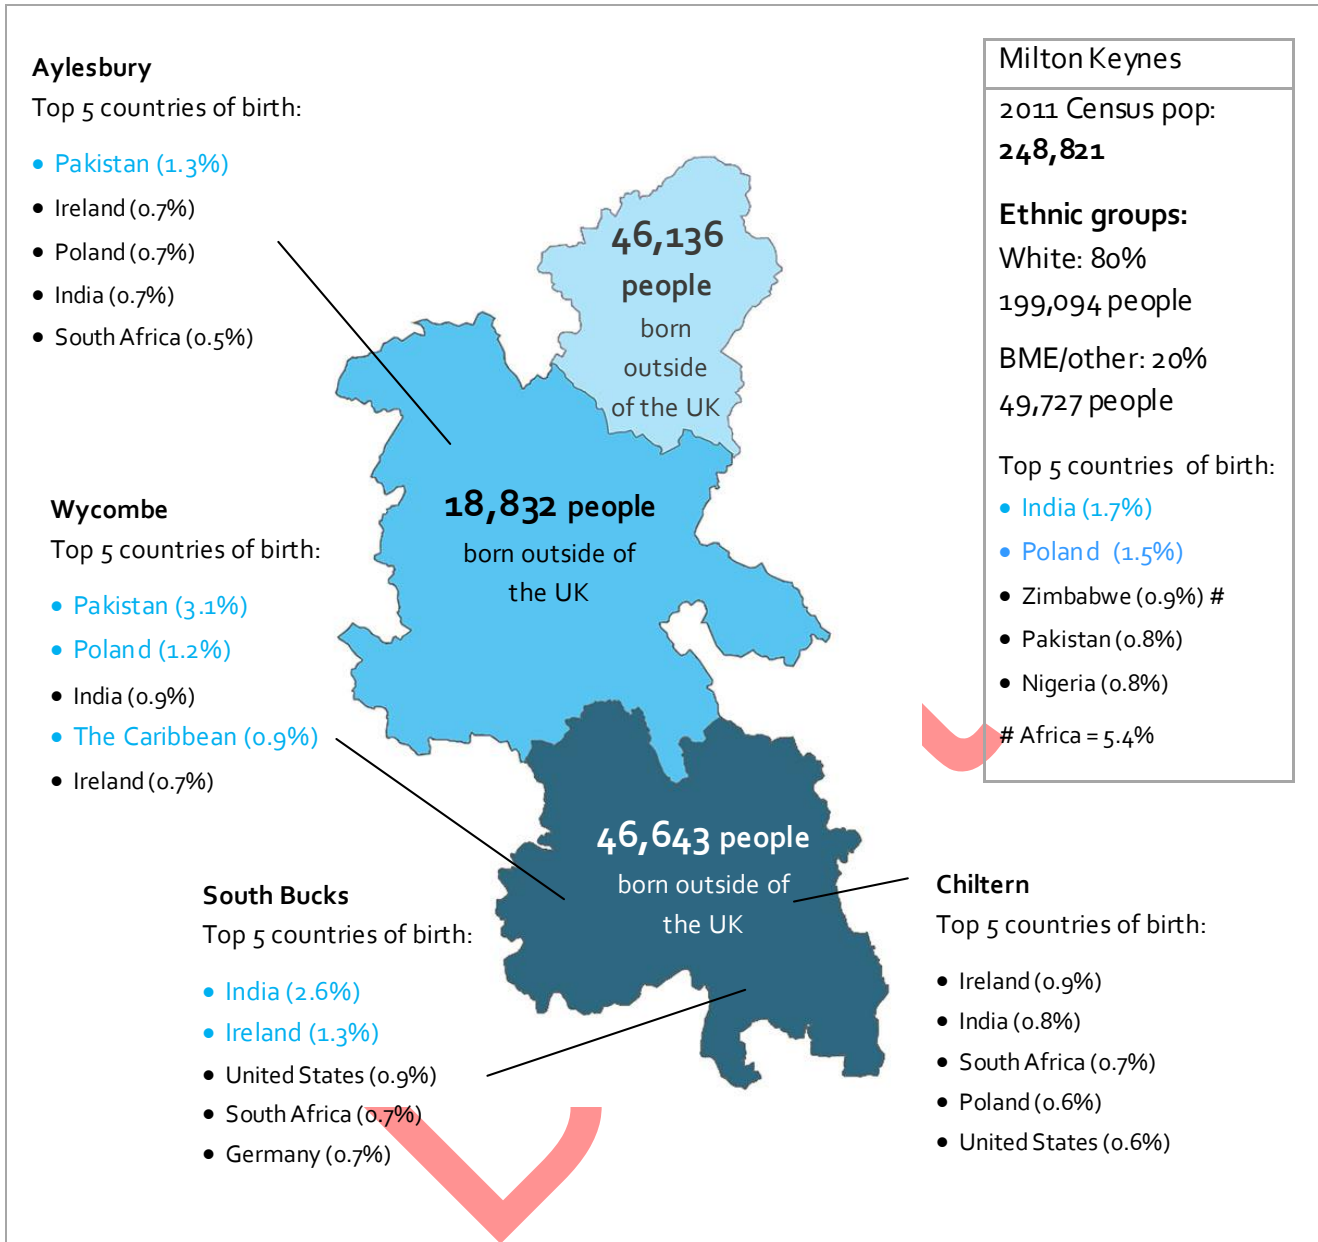 Aylesbury
Top 5 countries of birth:
• Pakistan (1.3%)
• Ireland (0.7%)
• Poland (0.7%)
• India (0.7%)
• South Africa (0.5%)
46,136
people
born
outside
of the UK
Milton Keynes
2011 Census pop:
248,821
Ethnic groups:
White: 80%
199,094 people
BME/other: 20%
49,727 people
Top 5 countries of birth:
• India (1.7%)
• Poland (1.5%)
• Zimbabwe (0.9%) #
• Pakistan (0.8%)
• Nigeria (0.8%)
# Africa = 5.4%
18,832 people
born outside of
the UK
Wycombe
Top 5 countries of birth:
• Pakistan (3.1%)
• Poland (1.2%)
• India (0.9%)
• The Caribbean (0.9%)
• Ireland (0.7%)
46,643 people
born outside of
the UK
South Bucks
Top 5 countries of birth:
• India (2.6%)
• Ireland (1.3%)
• United States (0.9%)
• South Africa (0.7%)
• Germany (0.7%)
Chiltern
Top 5 countries of birth:
• Ireland (0.9%)
• India (0.8%)
• South Africa (0.7%)
• Poland (0.6%)
• United States (0.6%)